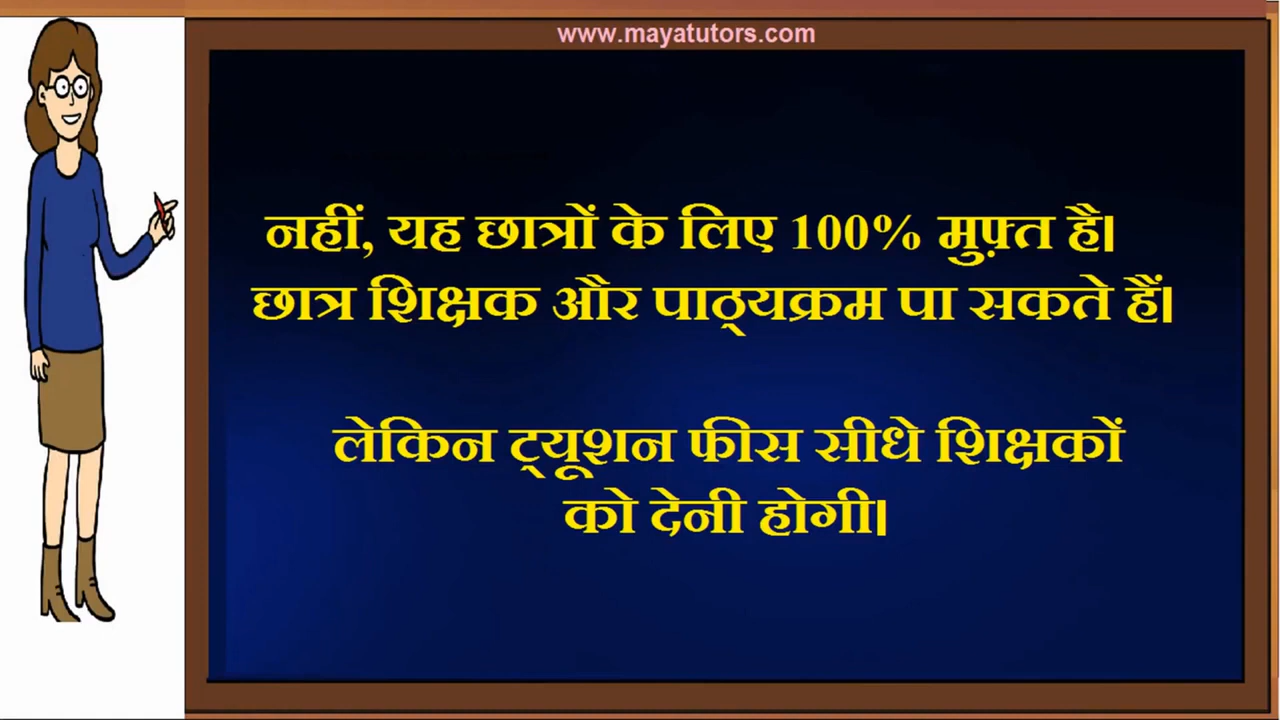 www.mayatutors.com
नहीं, यह छात्रों के लिए 100% मुफ़्त है।
छात्र शिक्षक और पाठ्यक्रम पा सकते हैं।
लेकिन ट्यूशन फीस सीधे शिक्षकों
को देनी होगी।